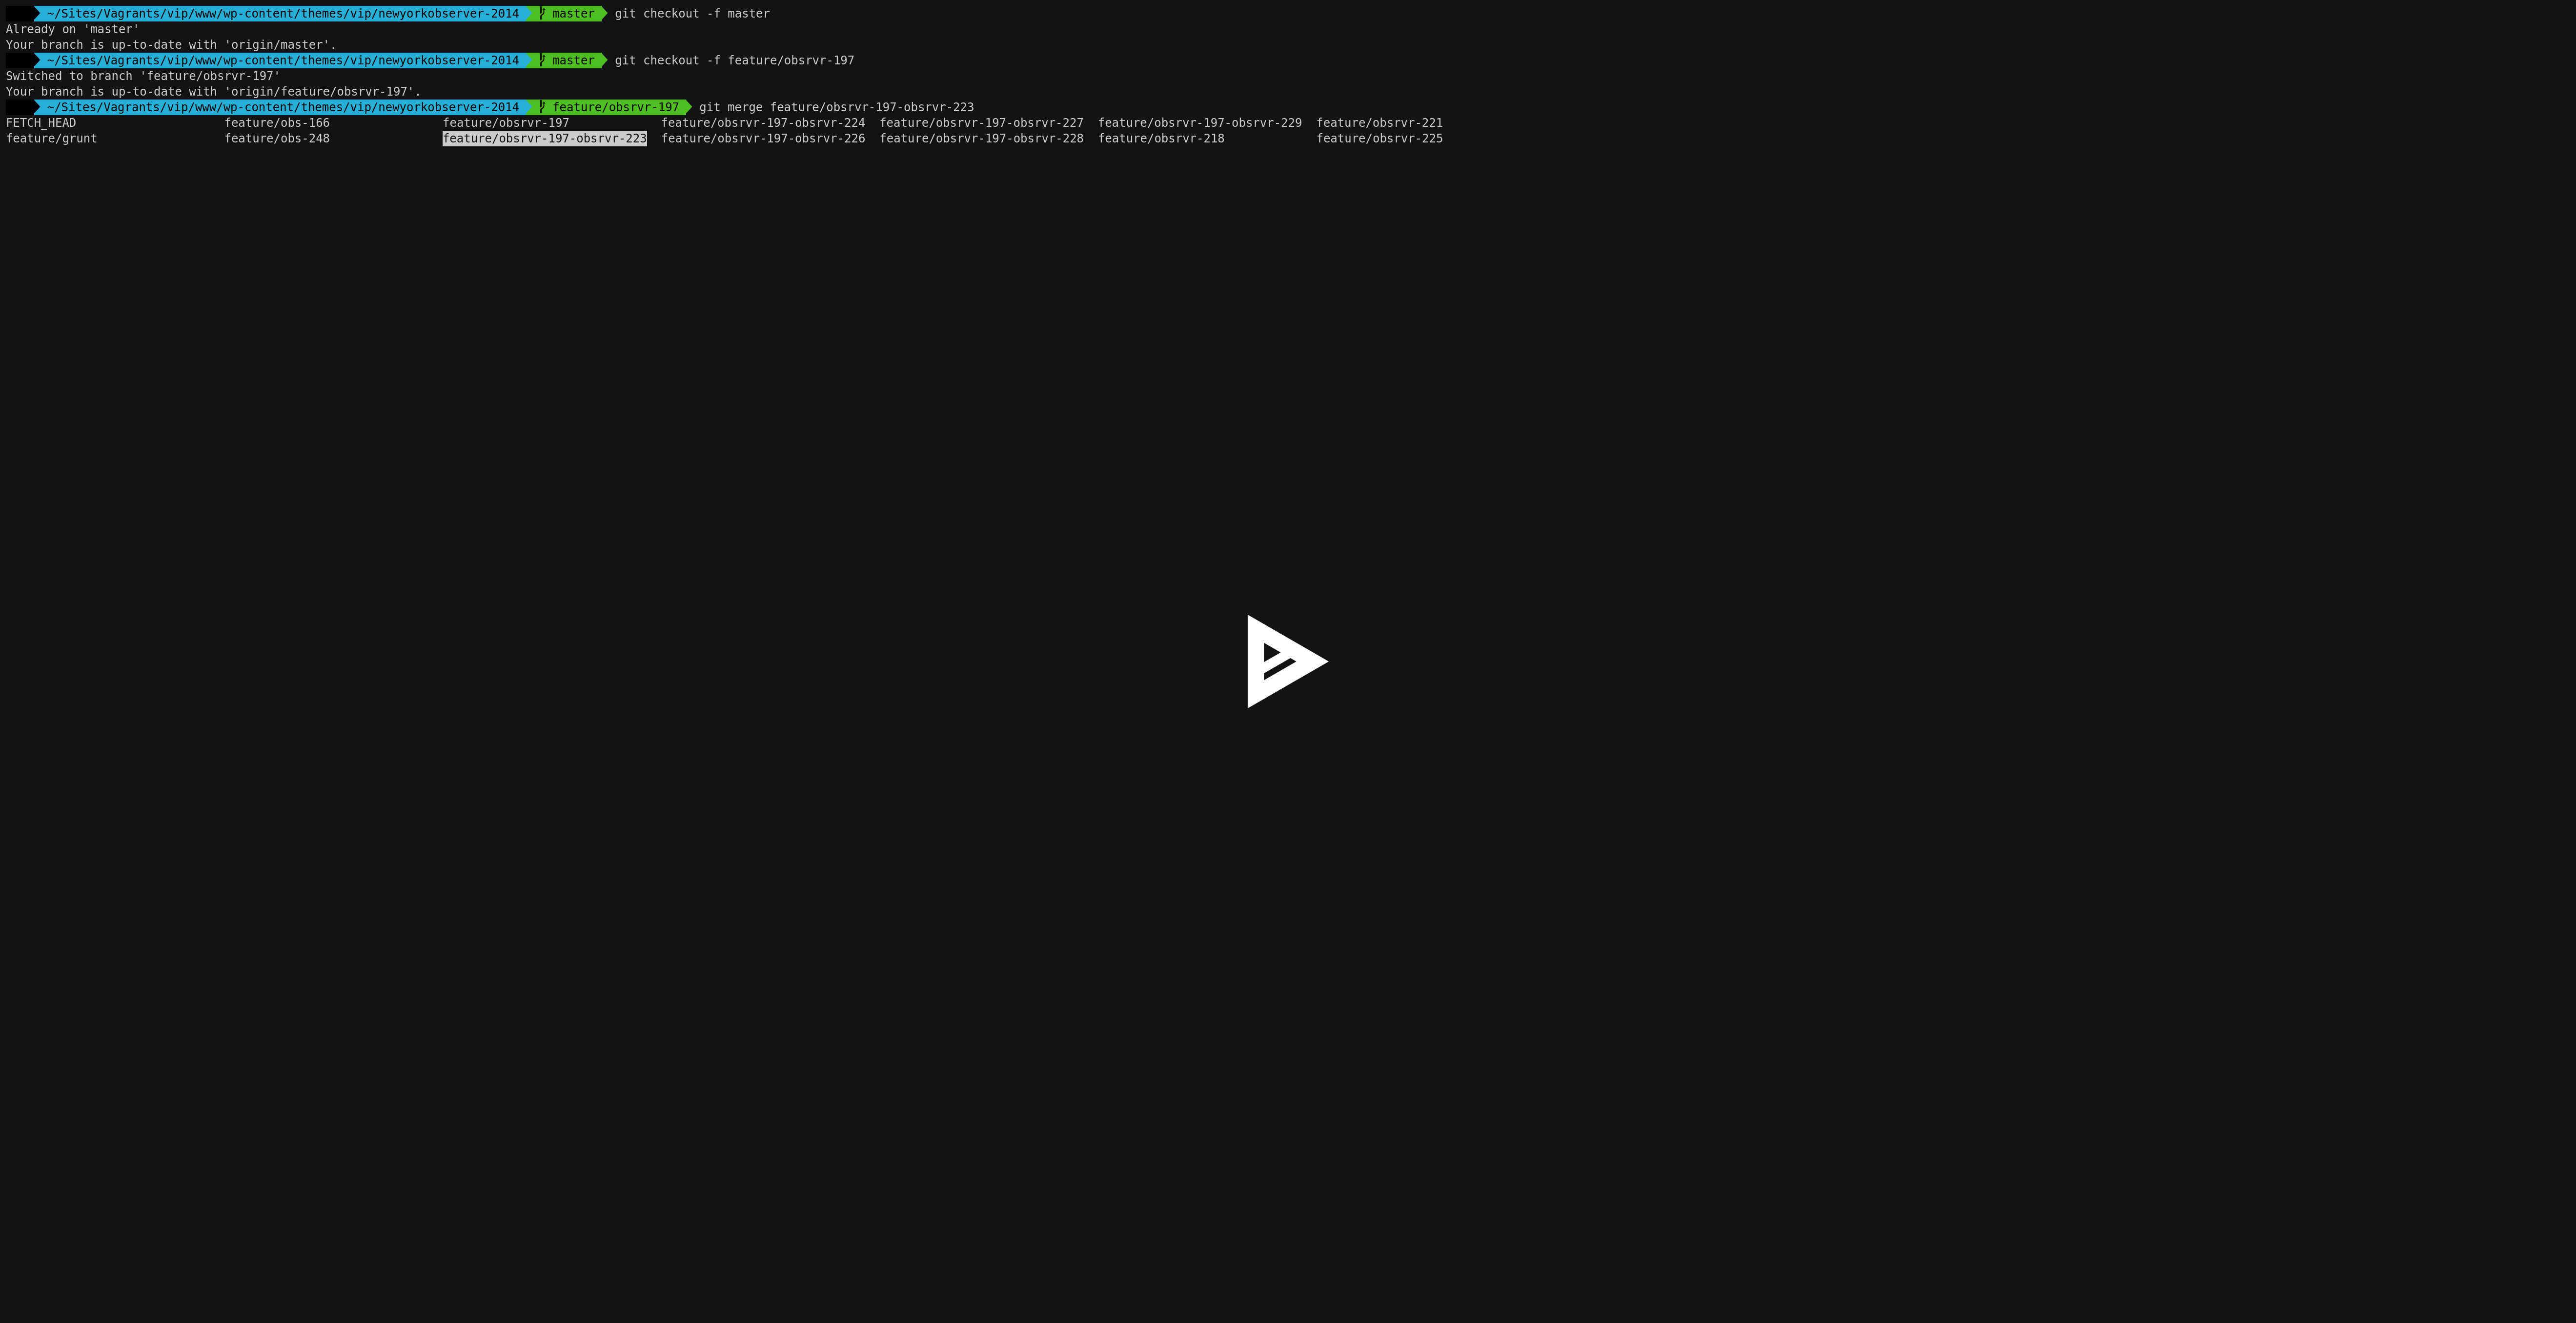 ~/Sites/Vagrants/vip/www/wp-content/themes/vip/newyorkobserver-2014 master git checkout -f master
Already on 'master'
Your branch is up-to-date with 'origin/master'.
~/Sites/Vagrants/vip/www/wp-content/themes/vip/newyorkobserver-2014 master git checkout -f feature/obsrvr-197
Switched to branch 'feature/obsrvr-197'
Your branch is up-to-date with 'origin/feature/obsrvr-197'.
~/Sites/Vagrants/vip/www/wp-content/themes/vip/newyorkobserver-2014 feature/obsrvr-197 git merge feature/obsrvr-197-obsrvr-223
FETCH_HEAD feature/obs-166 feature/obsrvr-197 feature/obsrvr-197-obsrvr-224 feature/obsrvr-197-obsrvr-227 feature/obsrvr-197-obsrvr-229 feature/obsrvr-221
feature/grunt feature/obs-248 feature/obsrvr-197-obsrvr-223 feature/obsrvr-197-obsrvr-226 feature/obsrvr-197-obsrvr-228 feature/obsrvr-218 feature/obsrvr-225